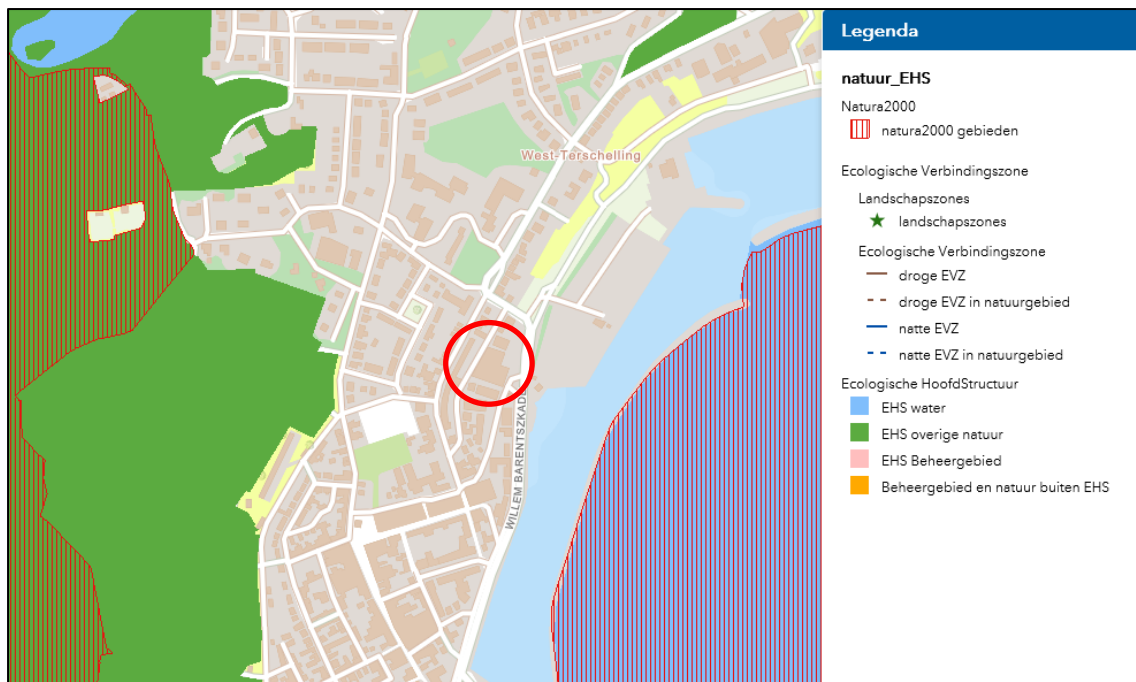 West-Terschelling
WILLEM BARENTSZKADE
Legenda
natuur_EHS
Natura2000
natura2000 gebieden
Ecologische Verbindingszone
Landschapszones
landschapszones
Ecologische Verbindingszone
droge EVZ
droge EVZ in natuurgebied
natte EVZ
natte EVZ in natuurgebied
Ecologische HoofdStructuur
EHS water
EHS overige natuur
EHS Beheergebied
Beheergebied en natuur buiten EHS